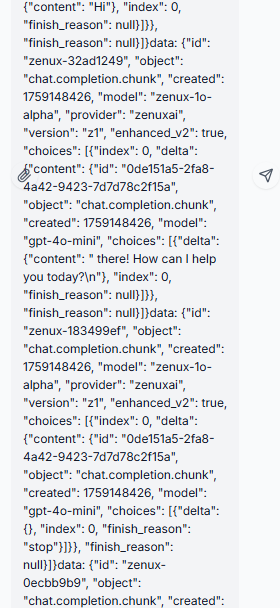 {"content": "Hi"}, "index": 0,
"finish_reason": null}]}},
"finish_reason": null}]}data: {"id":
"zenux-32ad1249", "object":
"chat.completion.chunk", "created":
1759148426, "model": "zenux-1o-
alpha", "provider": "zenuxai",
"version": "z1", "enhanced_v2": true,
"choices": [{"index": 0, "delta":
{"content": {"id": "0de151a5-2fa8-
4a42-9423-7d7d78c2f15a",
"object": "chat.completion.chunk",
"created": 1759148426, "model":
"gpt-4o-mini", "choices": [{"delta":
{"content": " there! How can I help
you today?\n"}, "index": 0,
"finish_reason": null}]}},
"finish_reason": null}]}data: {"id":
"zenux-183499ef", "object":
"chat.completion.chunk", "created":
1759148426, "model": "zenux-1o-
alpha", "provider": "zenuxai",
"version": "z1", "enhanced_v2": true,
"choices": [{"index": 0, "delta":
{"content": {"id": "0de151a5-2fa8-
4a42-9423-7d7d78c2f15a",
"object": "chat.completion.chunk",
"created": 1759148426, "model":
"gpt-4o-mini", "choices": [{"delta":
{}, "index": 0, "finish_reason":
"stop"}]}}, "finish_reason":
null}]}data: {"id": "zenux-
0ecbb9b9", "object":
"chat.completion.chunk", "created":